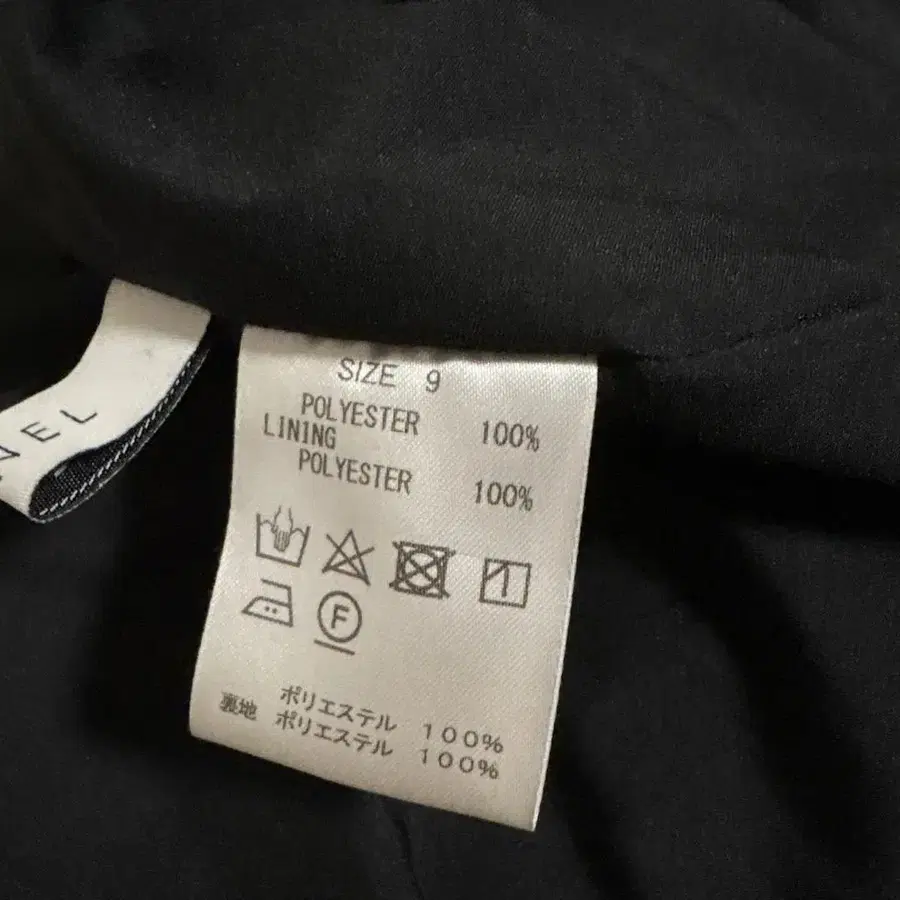 SIZE 9
POLYESTER 100%
LINING
POLYESTER 100%
F
ポリエステル 100%
裏地 ポリエステル 100%